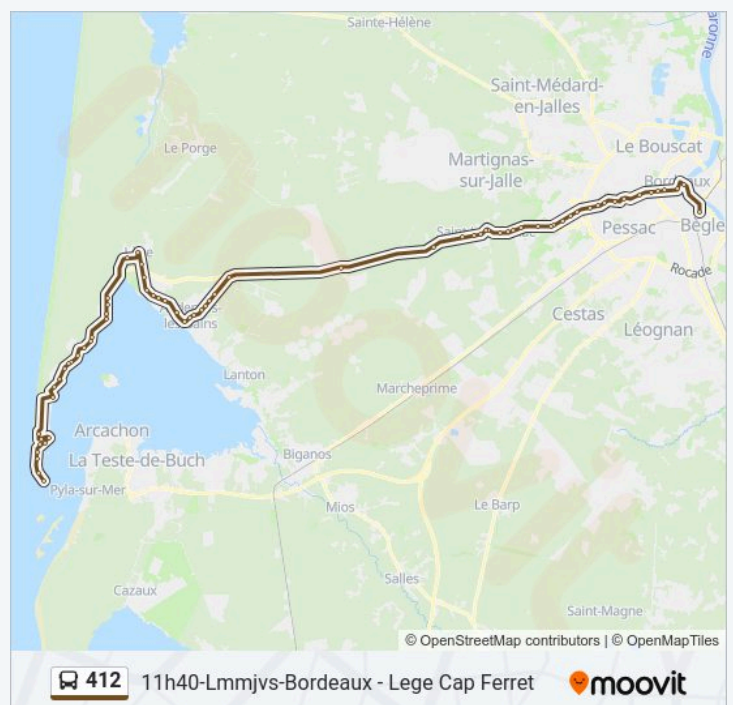 Sainte-Hélène
Saint-Médard-
en-Jalles
Le Porge
Le Bouscat
Martignas-
sur-Jalle
Bordeaux
Pessac
Rocade
Cestas
Léognan
Lanton
Marcheprime
Arcachon
La Teste-de-Buch
Biganos
Pyla-sur-Mer
Mios
Le Barp
Salles
Cazaux
Saint-Magne
© OpenStreetMap contributors | © OpenMapTiles
412 11h40-Lmmjvs-Bordeaux - Lege Cap Ferret moovit